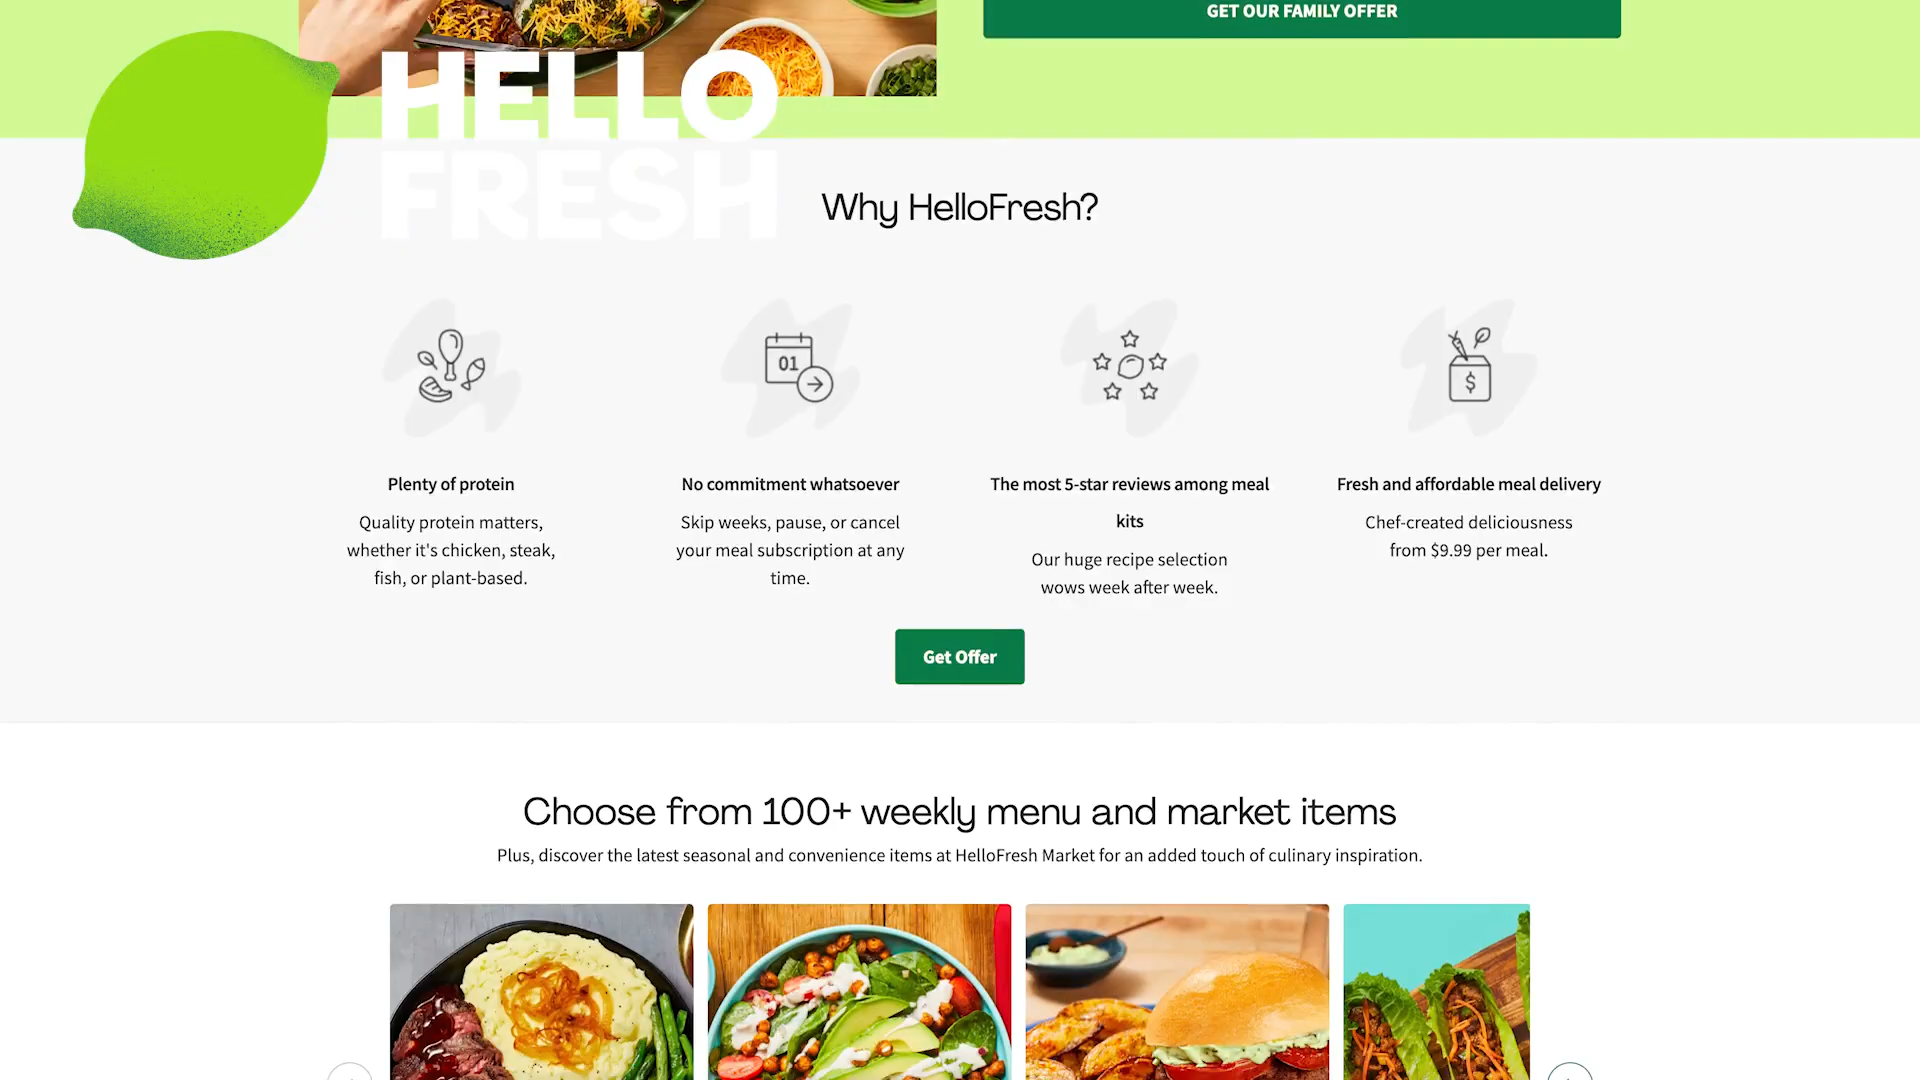 GET OUR FAMILY OFFER
HELLO
FRESH
Why HelloFresh?
01
$
Plenty of protein
Quality protein matters,
whether it's chicken, steak,
fish, or plant-based.
No commitment whatsoever
Skip weeks, pause, or cancel
your meal subscription at any
time.
The most 5-star reviews among meal
kits
Our huge recipe selection
wows week after week.
Fresh and affordable meal delivery
Chef-created deliciousness
from $9.99 per meal.
Get Offer
Choose from 100+ weekly menu and market items
Plus, discover the latest seasonal and convenience items at HelloFresh Market for an added touch of culinary inspiration.